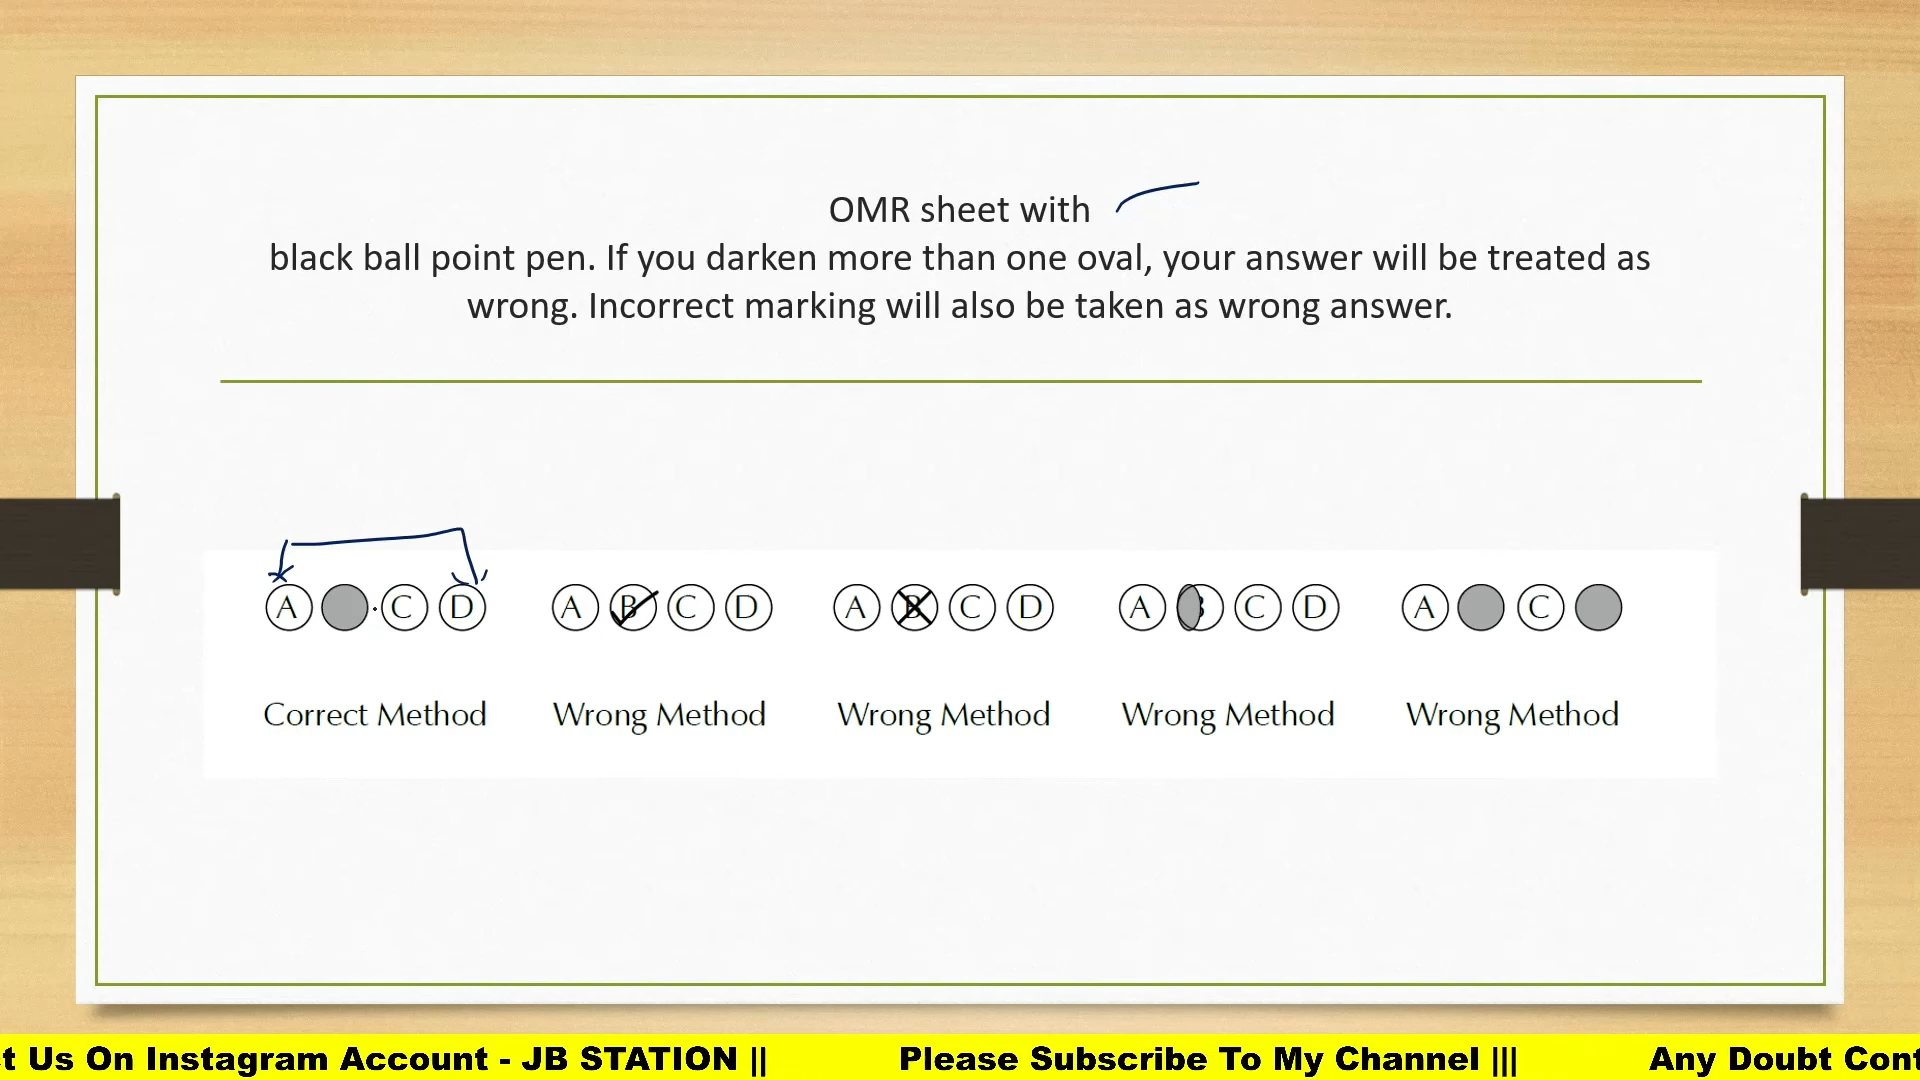 OMR sheet with
black ball point pen. If you darken more than one oval, your answer will be treated as
wrong. Incorrect marking will also be taken as wrong answer.
A C D A B C D A B C D A B C D A C
Correct Method Wrong Method Wrong Method Wrong Method Wrong Method
t Us On Instagram Account - JB STATION || Please Subscribe To My Channel ||| Any Doubt Cont